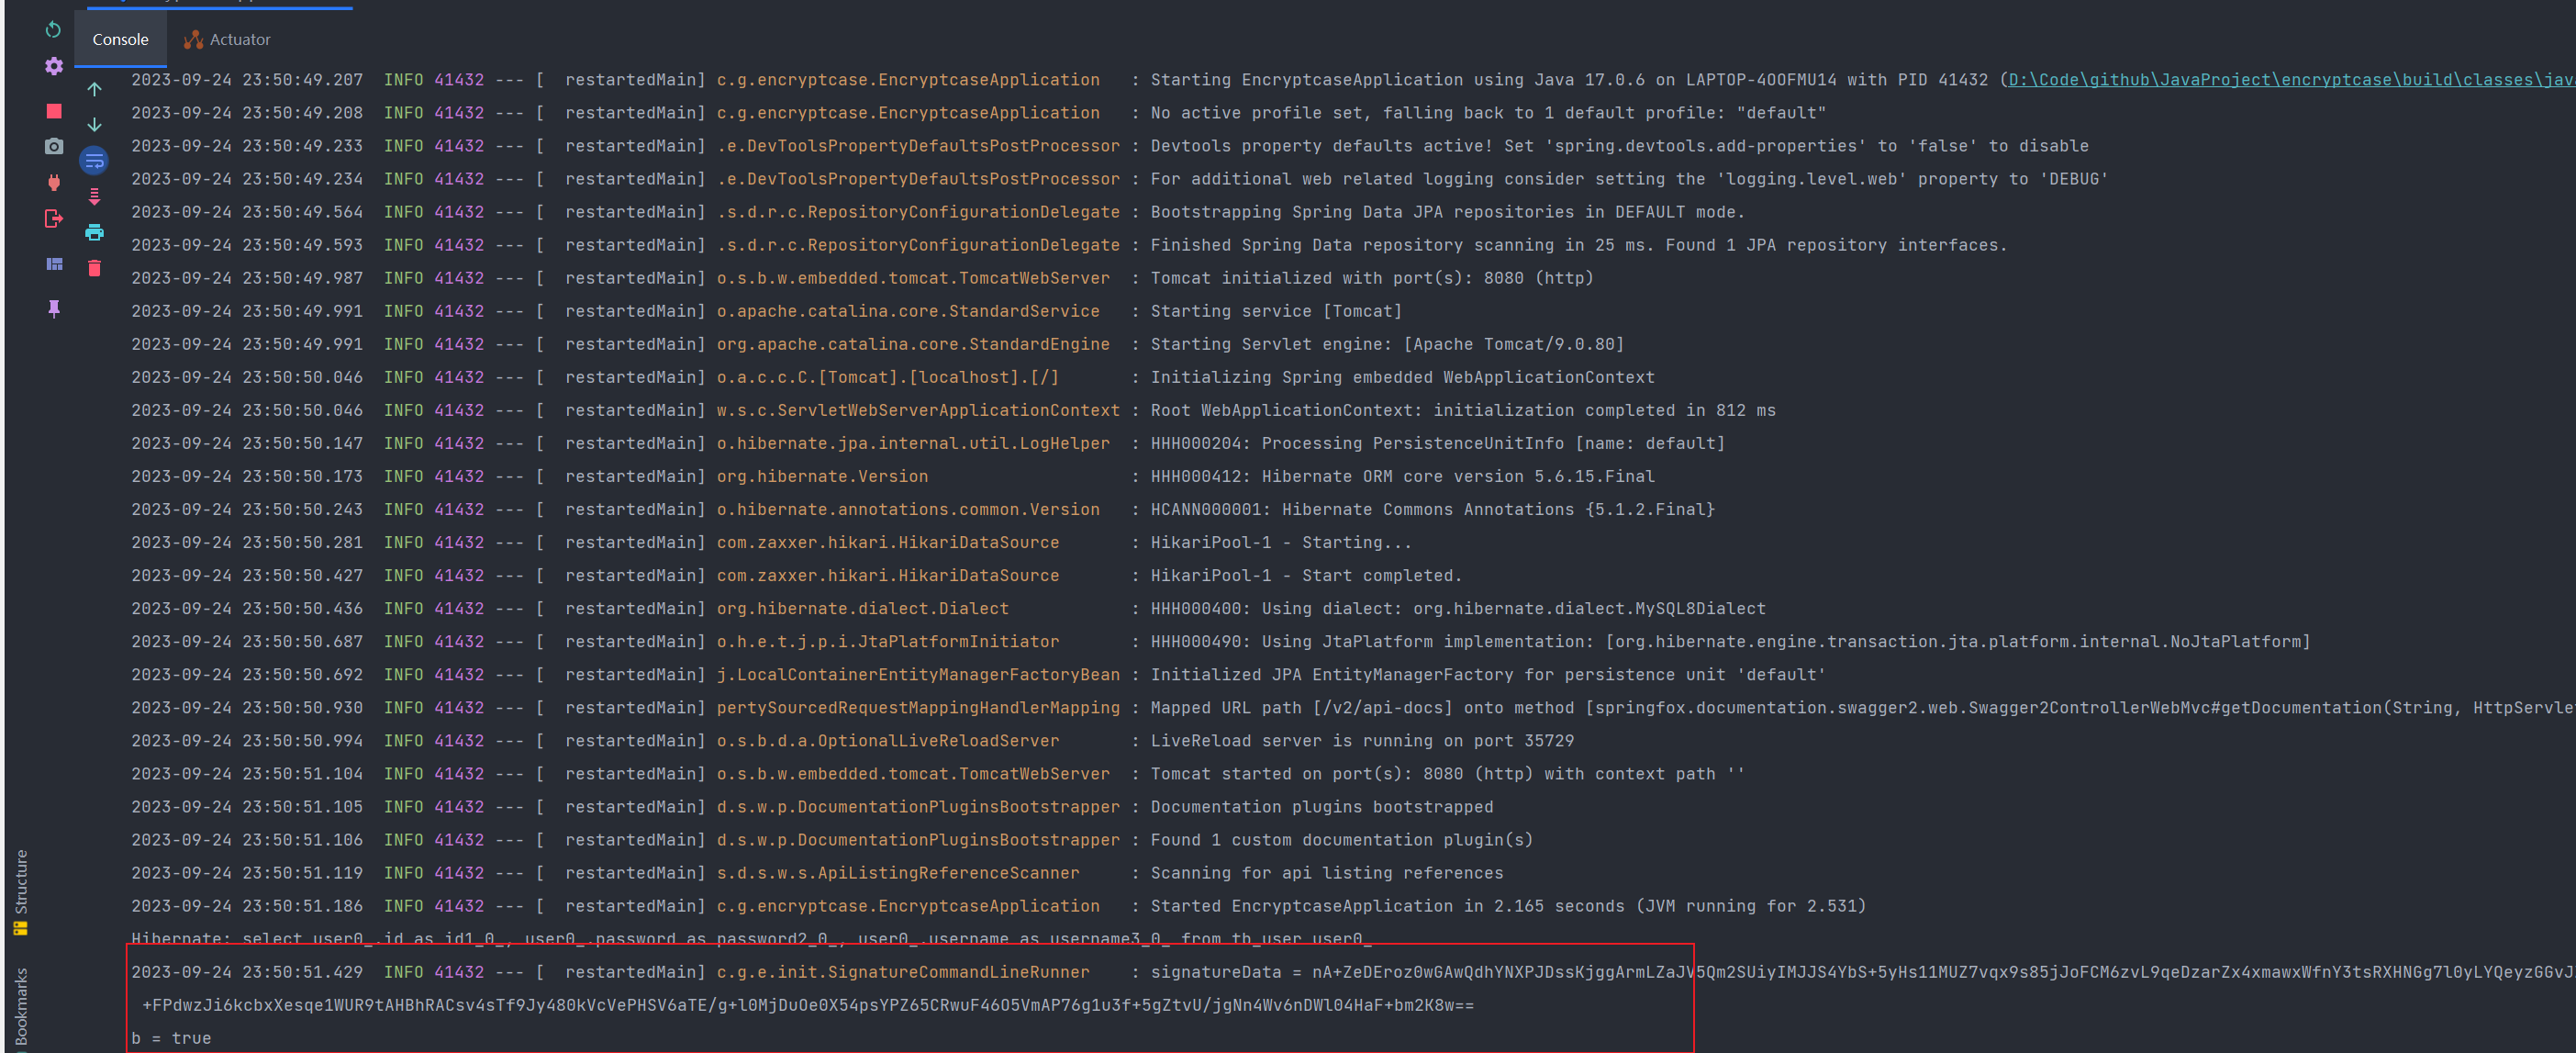 Console
Actuator
2023-09-24 23:50:49.207  INFO 41432 --- [  restartedMain] c.g.encryptcase.EncryptcaseApplication   : Starting EncryptcaseApplication using Java 17.0.6 on LAPTOP-4OOFMU14 with PID 41432 (D:\Code\github\JavaProject\encryptcase\build\classes\jav
2023-09-24 23:50:49.208  INFO 41432 --- [  restartedMain] c.g.encryptcase.EncryptcaseApplication   : No active profile set, falling back to 1 default profile: "default"
2023-09-24 23:50:49.233  INFO 41432 --- [  restartedMain] .e.DevToolsPropertyDefaultsPostProcessor : Devtools property defaults active! Set 'spring.devtools.add-properties' to 'false' to disable
2023-09-24 23:50:49.234  INFO 41432 --- [  restartedMain] .e.DevToolsPropertyDefaultsPostProcessor : For additional web related logging consider setting the 'logging.level.web' property to 'DEBUG'
2023-09-24 23:50:49.564  INFO 41432 --- [  restartedMain] .s.d.r.c.RepositoryConfigurationDelegate : Bootstrapping Spring Data JPA repositories in DEFAULT mode.
2023-09-24 23:50:49.593  INFO 41432 --- [  restartedMain] .s.d.r.c.RepositoryConfigurationDelegate : Finished Spring Data repository scanning in 25 ms. Found 1 JPA repository interfaces.
2023-09-24 23:50:49.987  INFO 41432 --- [  restartedMain] o.s.b.w.embedded.tomcat.TomcatWebServer  : Tomcat initialized with port(s): 8080 (http)
2023-09-24 23:50:49.991  INFO 41432 --- [  restartedMain] o.apache.catalina.core.StandardService   : Starting service [Tomcat]
2023-09-24 23:50:49.991  INFO 41432 --- [  restartedMain] org.apache.catalina.core.StandardEngine  : Starting Servlet engine: [Apache Tomcat/9.0.80]
2023-09-24 23:50:50.046  INFO 41432 --- [  restartedMain] o.a.c.c.C.[Tomcat].[localhost].[/]       : Initializing Spring embedded WebApplicationContext
2023-09-24 23:50:50.046  INFO 41432 --- [  restartedMain] w.s.c.ServletWebServerApplicationContext : Root WebApplicationContext: initialization completed in 812 ms
2023-09-24 23:50:50.147  INFO 41432 --- [  restartedMain] o.hibernate.jpa.internal.util.LogHelper  : HHH000204: Processing PersistenceUnitInfo [name: default]
2023-09-24 23:50:50.173  INFO 41432 --- [  restartedMain] org.hibernate.Version                    : HHH000412: Hibernate ORM core version 5.6.15.Final
2023-09-24 23:50:50.243  INFO 41432 --- [  restartedMain] o.hibernate.annotations.common.Version   : HCANN000001: Hibernate Commons Annotations {5.1.2.Final}
2023-09-24 23:50:50.281  INFO 41432 --- [  restartedMain] com.zaxxer.hikari.HikariDataSource       : HikariPool-1 - Starting...
2023-09-24 23:50:50.427  INFO 41432 --- [  restartedMain] com.zaxxer.hikari.HikariDataSource       : HikariPool-1 - Start completed.
2023-09-24 23:50:50.436  INFO 41432 --- [  restartedMain] org.hibernate.dialect.Dialect            : HHH000400: Using dialect: org.hibernate.dialect.MySQL8Dialect
2023-09-24 23:50:50.687  INFO 41432 --- [  restartedMain] o.h.e.t.j.p.i.JtaPlatformInitiator       : HHH000490: Using JtaPlatform implementation: [org.hibernate.engine.transaction.jta.platform.internal.NoJtaPlatform]
2023-09-24 23:50:50.692  INFO 41432 --- [  restartedMain] j.LocalContainerEntityManagerFactoryBean : Initialized JPA EntityManagerFactory for persistence unit 'default'
2023-09-24 23:50:50.930  INFO 41432 --- [  restartedMain] pertySourcedRequestMappingHandlerMapping : Mapped URL path [/v2/api-docs] onto method [springfox.documentation.swagger2.web.Swagger2ControllerWebMvc#getDocumentation(String, HttpServlet
2023-09-24 23:50:50.994  INFO 41432 --- [  restartedMain] o.s.b.d.a.OptionalLiveReloadServer       : LiveReload server is running on port 35729
2023-09-24 23:50:51.104  INFO 41432 --- [  restartedMain] o.s.b.w.embedded.tomcat.TomcatWebServer  : Tomcat started on port(s): 8080 (http) with context path ''
2023-09-24 23:50:51.105  INFO 41432 --- [  restartedMain] d.s.w.p.DocumentationPluginsBootstrapper : Documentation plugins bootstrapped
2023-09-24 23:50:51.106  INFO 41432 --- [  restartedMain] d.s.w.p.DocumentationPluginsBootstrapper : Found 1 custom documentation plugin(s)
2023-09-24 23:50:51.119  INFO 41432 --- [  restartedMain] s.d.s.w.s.ApiListingReferenceScanner     : Scanning for api listing references
2023-09-24 23:50:51.186  INFO 41432 --- [  restartedMain] c.g.encryptcase.EncryptcaseApplication   : Started EncryptcaseApplication in 2.165 seconds (JVM running for 2.531)
Hibernate: select user0_.id as id1_0_, user0_.password as password2_0_, user0_.username as username3_0_ from tb_user user0_
2023-09-24 23:50:51.429  INFO 41432 --- [  restartedMain] c.g.e.init.SignatureCommandLineRunner    : signatureData = nA+ZeDEroz0wGAwQdhYNXPJDssKjggArmLZaJV5Qm2SUiyIMJJS4YbS+5yHs11MUZ7vqx9s85jJoFCM6zvL9qeDzarZx4xmawxWfnY3tsRXHNGg7l0yLYQeyzGGvJ
+FPdwzJi6kcbxXesqe1WUR9tAHBhRACsv4sTf9Jy480kVcVePHSV6aTE/g+l0MjDuOe0X54psYPZ65CRwuF46O5VmAP76g1u3f+5gZtvU/jgNn4Wv6nDWl04HaF+bm2K8w==
b = true
Structure
Bookmarks